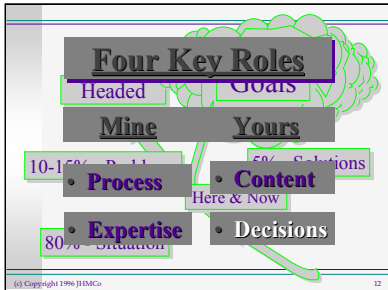 Four Key Roles
Headed
Goals
Mine Yours
10-15% -
5% - Solutions
• Process • Content
Here & Now
• Expertise • Decisions
80% - Situation
(c) Copyright 1996 JHMCo 12